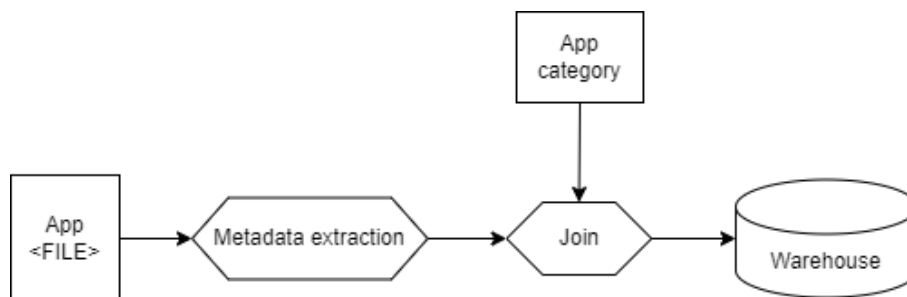 App
category
App
<FILE>
Metadata extraction
Join
Warehouse